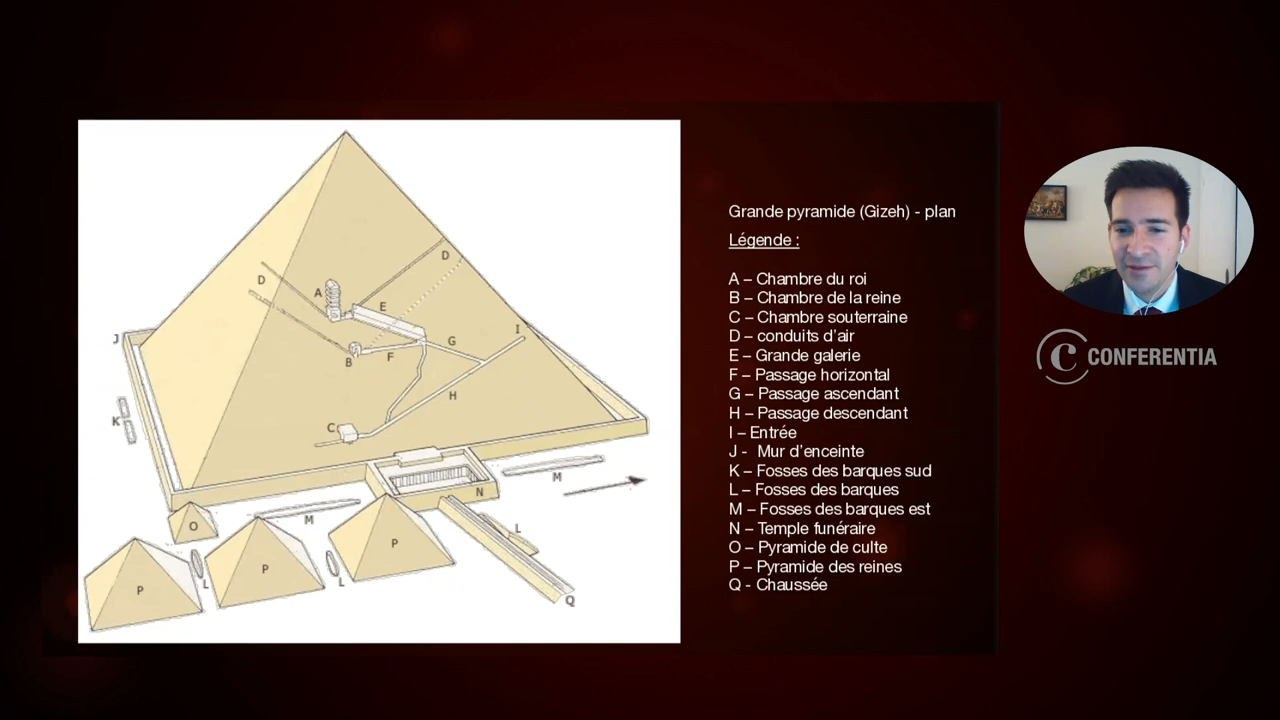 D
D
A
E
I
J
G
B
F
H
K
C
M
N
O
M
L
P
P
P
L
L
Q
Grande pyramide (Gizeh) - plan
Légende :
A – Chambre du roi
B – Chambre de la reine
C – Chambre souterraine
D – conduits d'air
E – Grande galerie
F – Passage horizontal
G – Passage ascendant
H – Passage descendant
I – Entrée
J - Mur d'enceinte
K – Fosses des barques sud
L – Fosses des barques
M – Fosses des barques est
N – Temple funéraire
O – Pyramide de culte
P – Pyramide des reines
Q - Chaussée
C CONFERENTIA